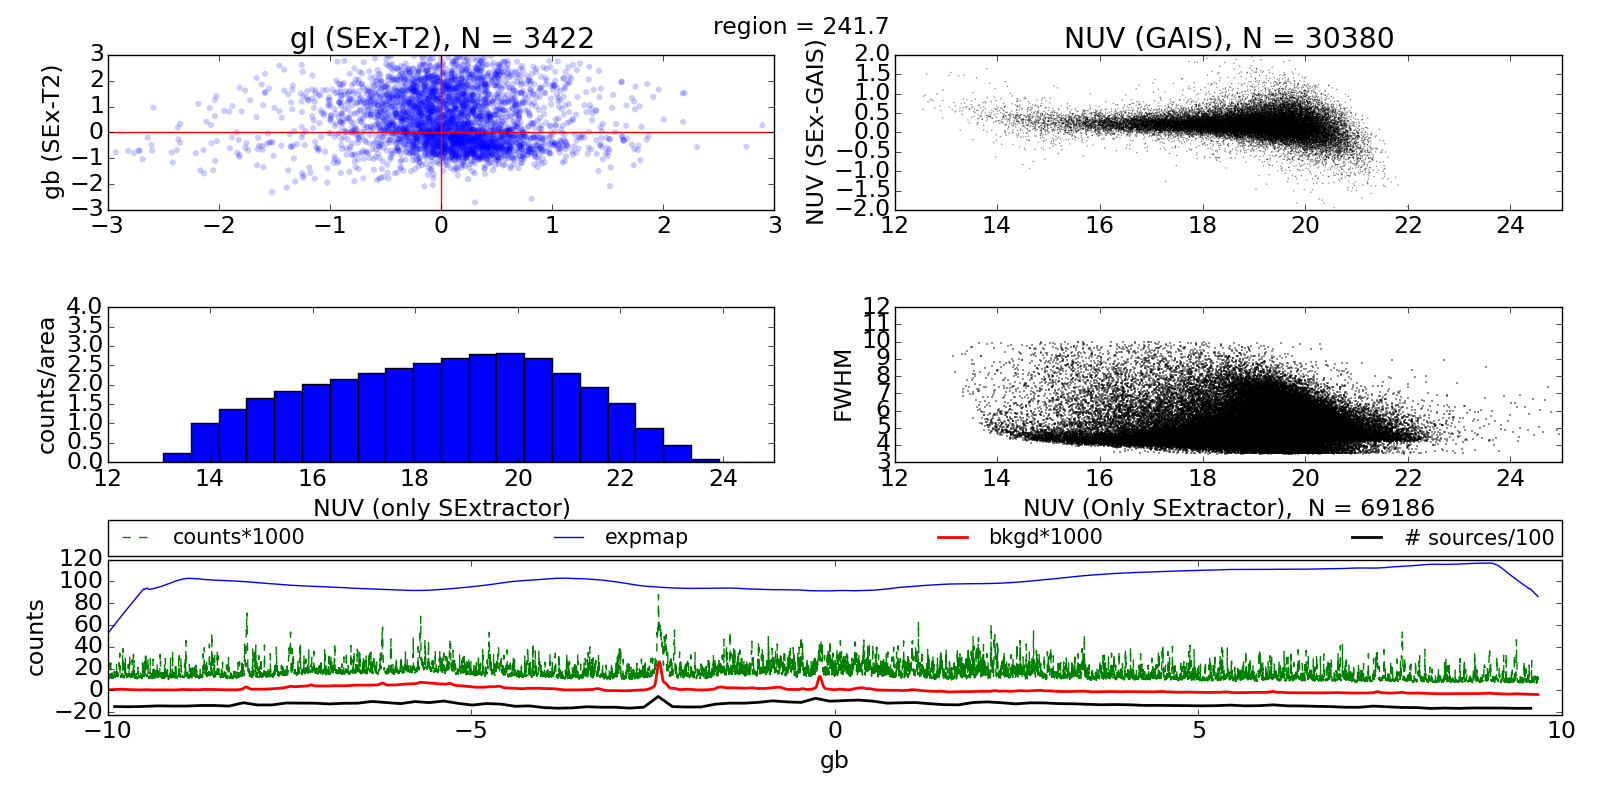 region = 241.7
gl (SEx-T2), N = 3422
NUV (GAIS), N = 30380
gb (SEx-T2)
3
2
1
0
−1
−2
−3
−3 −2 −1 0 1 2 3
NUV (SEx-GAIS)
2.0
1.5
1.0
0.5
0.0
−0.5
−1.0
−1.5
−2.0
12 14 16 18 20 22 24
counts/area
4.0
3.5
3.0
2.5
2.0
1.5
1.0
0.5
0.0
12 14 16 18 20 22 24
NUV (only SExtractor)
FWHM
12
11
10
9
8
7
6
5
4
3
12 14 16 18 20 22 24
NUV (Only SExtractor), N = 69186
counts*1000 expmap bkgd*1000 # sources/100
counts
120
100
80
60
40
20
0
−20
−10 −5 0 5 10
gb